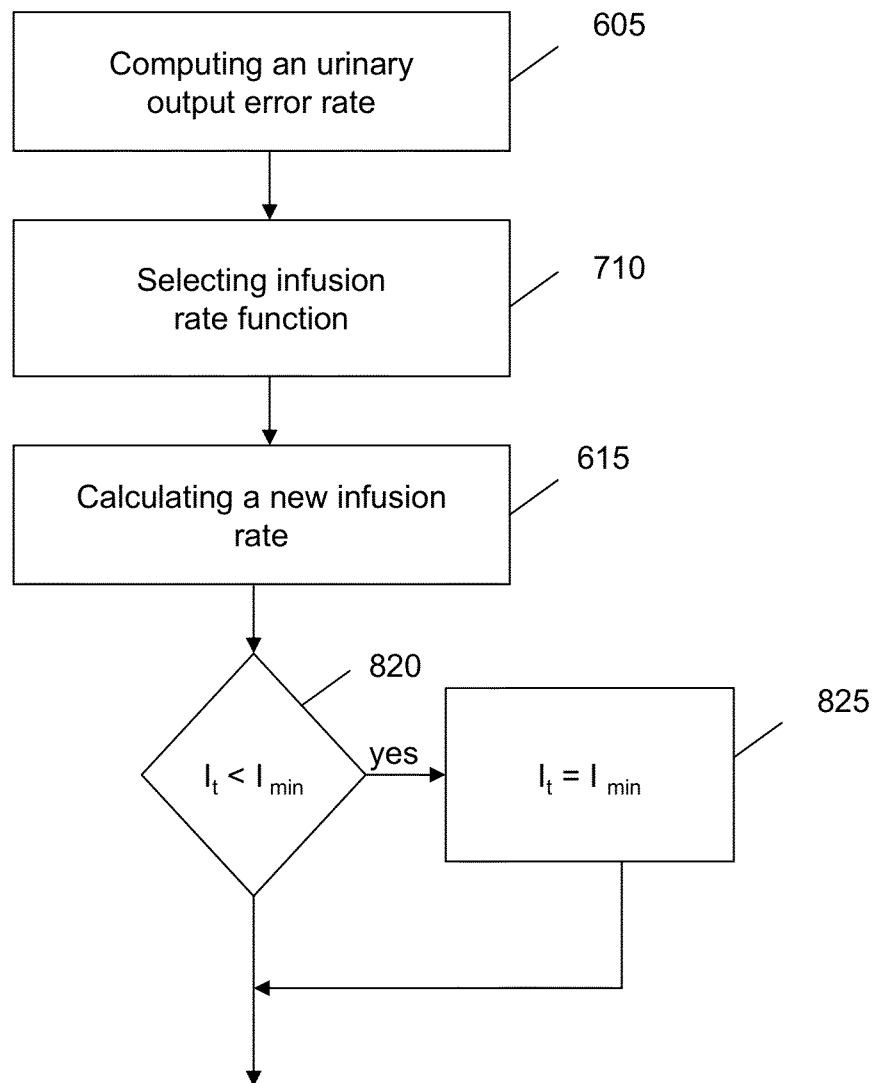 605
Computing an urinary
output error rate
710
Selecting infusion
rate function
615
Calculating a new infusion
rate
820
825
yes
I_t < I_min
I_t = I_min